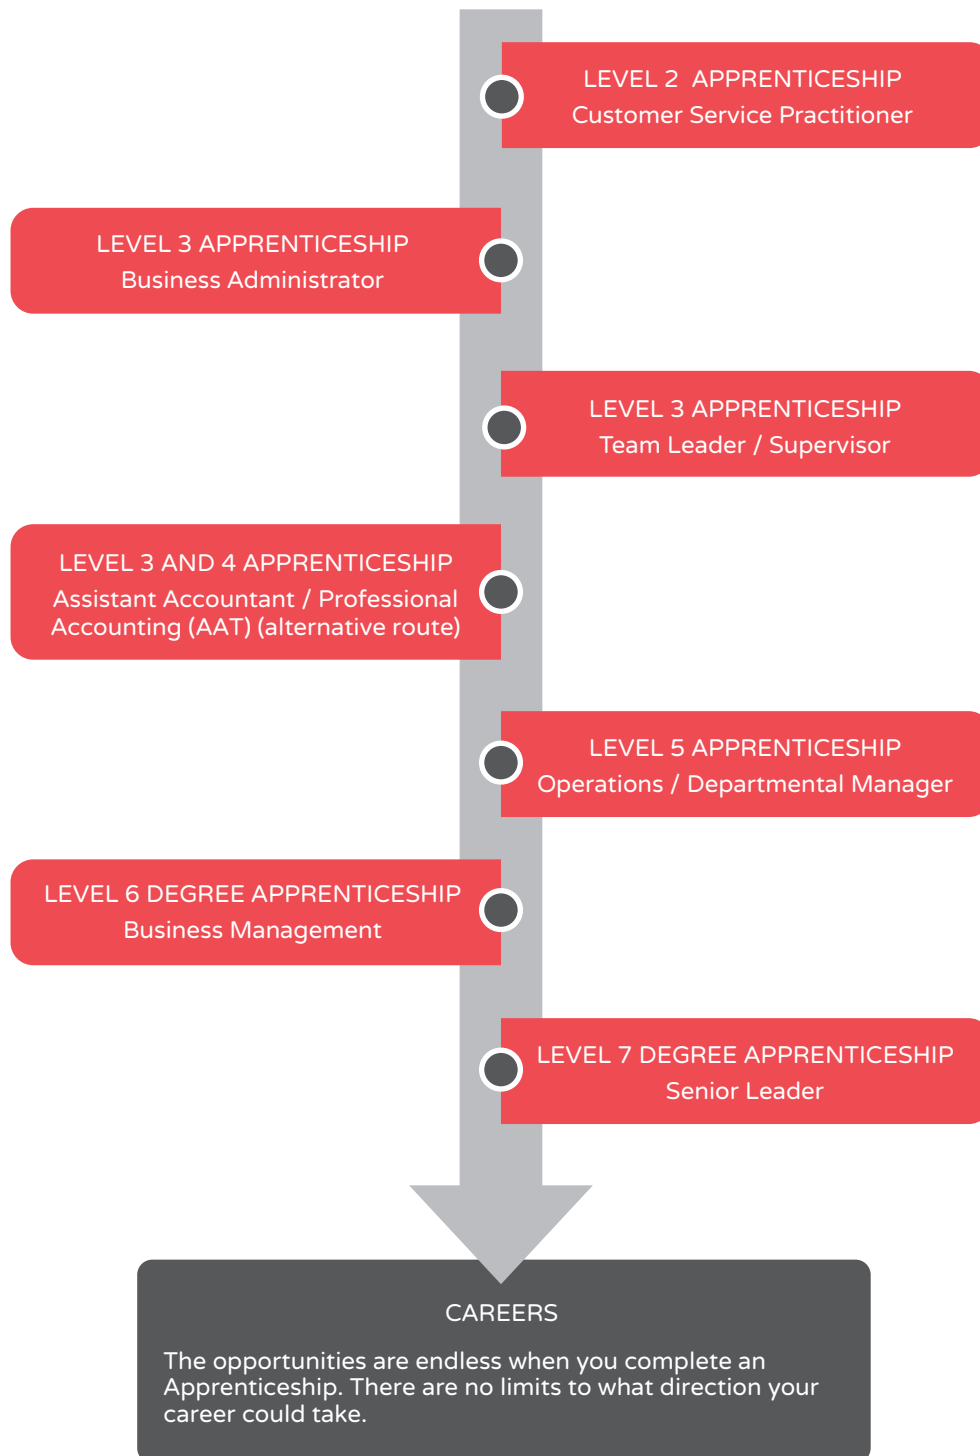 LEVEL 2 APPRENTICESHIP
Customer Service Practitioner
LEVEL 3 APPRENTICESHIP
Business Administrator
LEVEL 3 APPRENTICESHIP
Team Leader / Supervisor
LEVEL 3 AND 4 APPRENTICESHIP
Assistant Accountant / Professional
Accounting (AAT) (alternative route)
LEVEL 5 APPRENTICESHIP
Operations / Departmental Manager
LEVEL 6 DEGREE APPRENTICESHIP
Business Management
LEVEL 7 DEGREE APPRENTICESHIP
Senior Leader
CAREERS
The opportunities are endless when you complete an
Apprenticeship. There are no limits to what direction your
career could take.